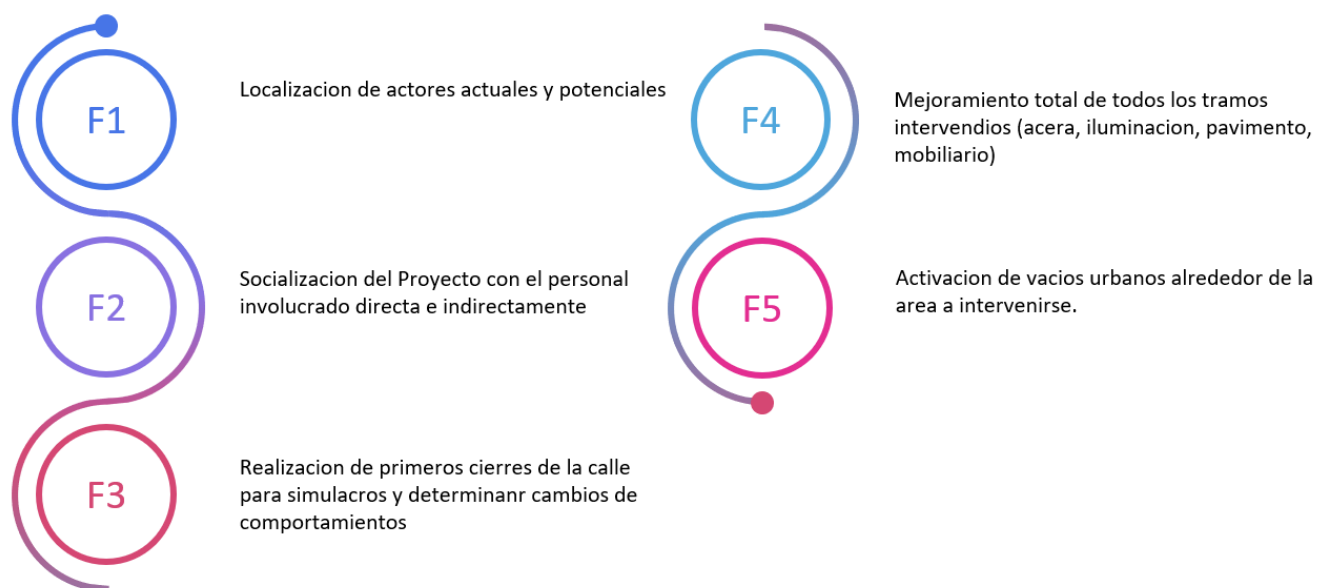 F1
Localizacion de actores actuales y potenciales
F2
Socializacion del Proyecto con el personal
involucrado directa e indirectamente
F3
Realizacion de primeros cierres de la calle
para simulacros y determinanr cambios de
comportamientos
F4
Mejoramiento total de todos los tramos
intervendios (acera, iluminacion, pavimento,
mobiliario)
F5
Activacion de vacios urbanos alrededor de la
area a intervenirse.